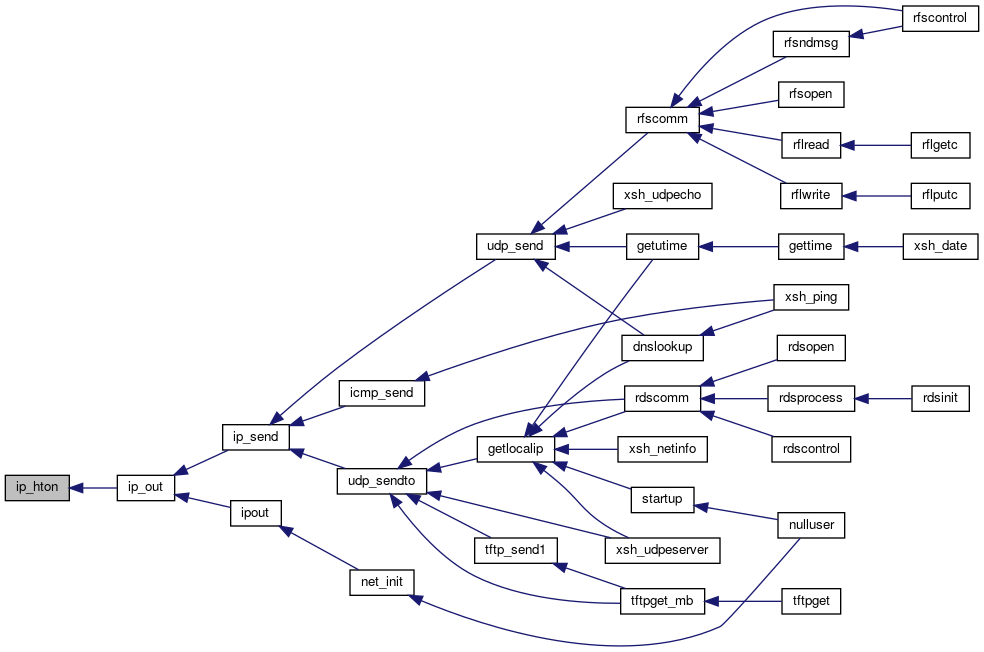 rfscontrol
rfsndmsg
rfsopen
rfscomm
rflread
rflgetc
xsh_udpecho
rflwrite
rflputc
udp_send
getutime
gettime
xsh_date
xsh_ping
dnslookup
rdsopen
icmp_send
rdscomm
rdsprocess
rdsinit
ip_send
getlocalip
xsh_netinfo
rdscontrol
ip_hton
ip_out
udp_sendto
startup
ipout
nulluser
tftp_send1
xsh_udpeserver
net_init
tftpget_mb
tftpget